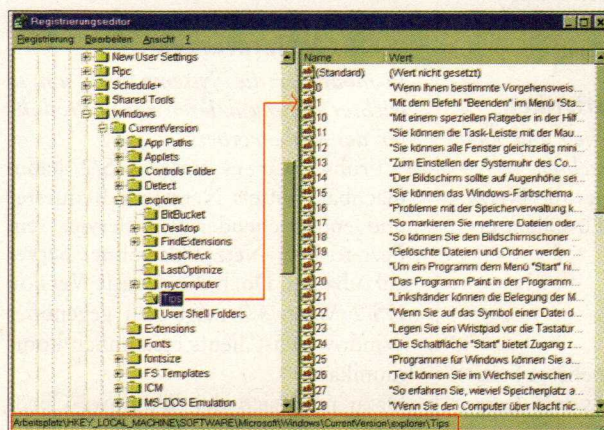 Registrierungseditor
Registrierung Bearbeiten Ansicht ?
New User Settings
Rpc
Schedule+
Shared Tools
Windows
CurrentVersion
App Paths
Applets
Controls Folder
Detect
explorer
BitBucket
Desktop
FindExtensions
LastCheck
LastOptimize
mycomputer
Tips
User Shell Folders
Extensions
Fonts
fontsize
FS Templates
ICM
MS-DOS Emulation
Name Wert
(Standard) (Wert nicht gesetzt)
0 "Wenn Ihnen bestimmte Vorgehensweis...
1 "Mit dem Befehl "Beenden" im Menü "Sta...
10 "Mit einem speziellen Ratgeber in der Hilf...
11 "Sie können die Task-Leiste mit der Mau...
12 "Sie können alle Fenster gleichzeitig mini...
13 "Zum Einstellen der Systemuhr des Co...
14 "Der Bildschirm sollte auf Augenhöhe sei...
15 "Sie können das Windows-Farbschema
16 "Probleme mit der Speicherverwaltung k...
17 "So markieren Sie mehrere Dateien oder...
18 "So können Sie den Bildschirmschoner
19 "Gelöschte Dateien und Ordner werden
2 "Um ein Programm dem Menü "Start" hi...
20 "Das Programm Paint in der Programm...
21 "Linkshänder können die Belegung der M...
22 "Wenn Sie auf das Symbol einer Datei d...
23 "Legen Sie ein Wristpad vor die Tastatur...
24 "Die Schaltfläche "Start" bietet Zugang z...
25 "Programme für Windows können Sie a...
26 "Text können Sie im Wechsel zwischen
27 "So erfahren Sie, wieviel Speicherplatz a...
28 "Wenn Sie den Computer über Nacht nic...
Arbeitsplatz\HKEY_LOCAL_MACHINE\SOFTWARE\Microsoft\Windows\CurrentVersion\explorer\Tips